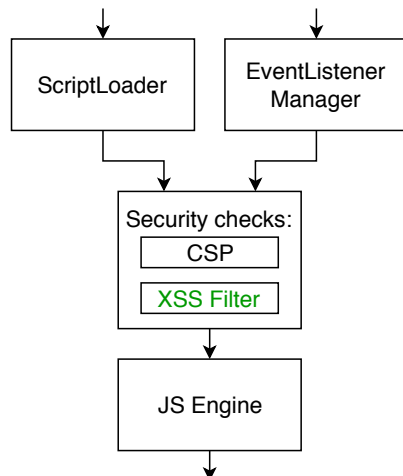 ScriptLoader
EventListener
Manager
Security checks:
CSP
XSS Filter
JS Engine